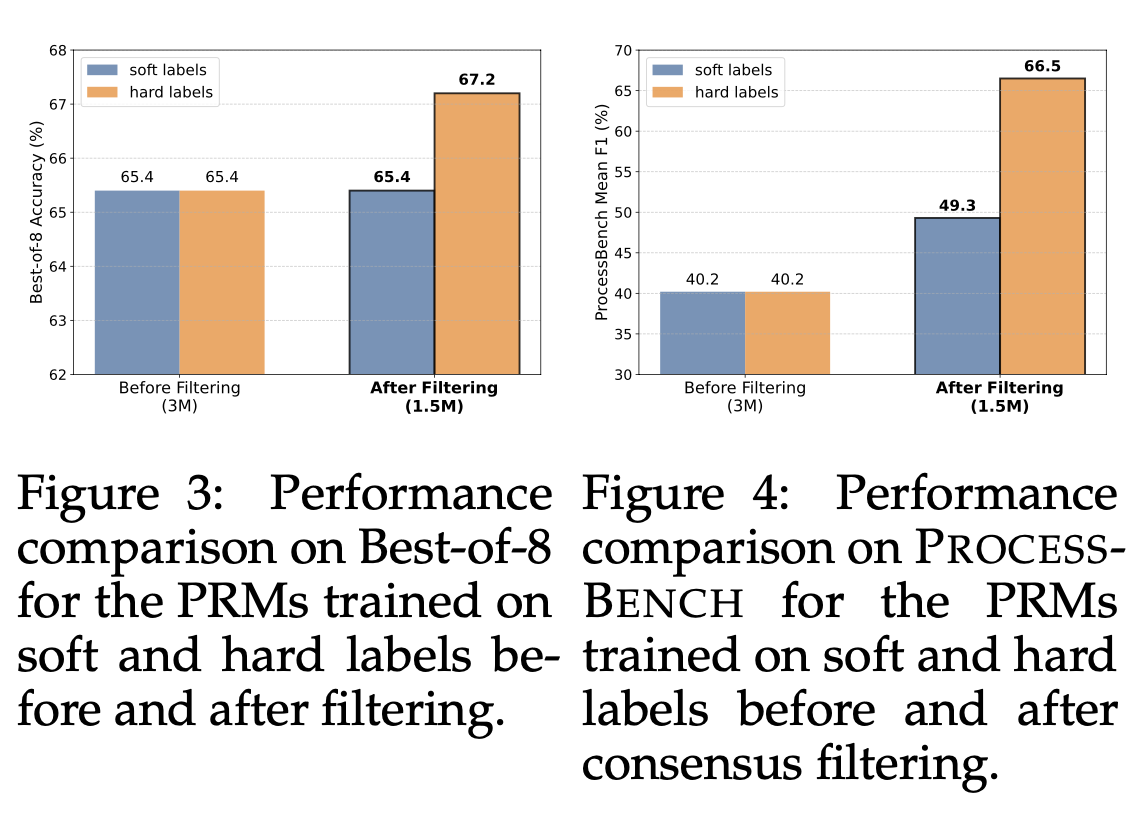 68
67
66
65
64
63
62
Best-of-8 Accuracy (%)
soft labels
hard labels
65.4
65.4
65.4
67.2
Before Filtering
(3M)
After Filtering
(1.5M)
Figure 3: Performance
comparison on Best-of-8
for the PRMs trained on
soft and hard labels be-
fore and after filtering.
70
65
60
55
50
45
40
35
30
ProcessBench Mean F1 (%)
soft labels
hard labels
40.2
40.2
49.3
66.5
Before Filtering
(3M)
After Filtering
(1.5M)
Figure 4: Performance
comparison on PROCESS-
BENCH for the PRMs
trained on soft and hard
labels before and after
consensus filtering.